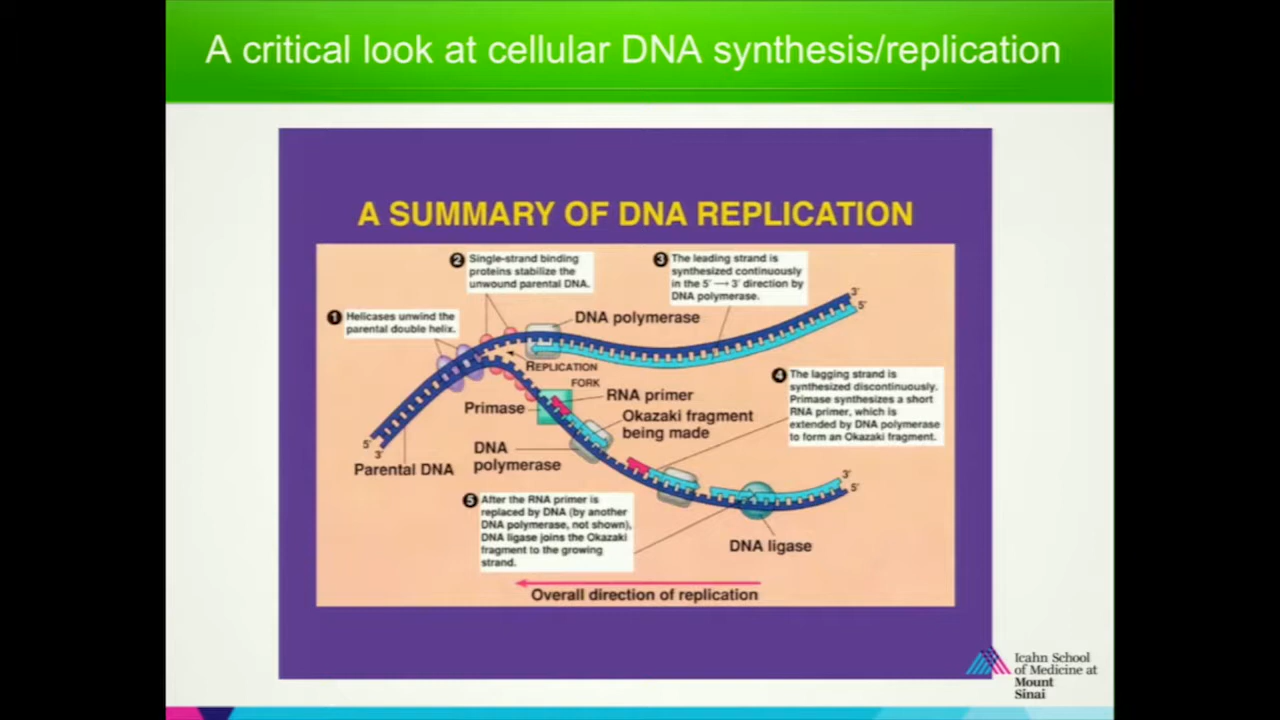 A critical look at cellular DNA synthesis/replication
A SUMMARY OF DNA REPLICATION
2 Single-strand binding
proteins stabilize the
unwound parental DNA.
3 The leading strand is
synthesized continuously
in the 5' → 3' direction by
DNA polymerase.
1 Helicases unwind the
parental double helix.
DNA polymerase
3'
5'
REPLICATION
FORK
4 The lagging strand is
synthesized discontinuously.
Primase synthesizes a short
RNA primer, which is
extended by DNA polymerase
to form an Okazaki fragment.
RNA primer
Primase
Okazaki fragment
being made
5'
3'
Parental DNA
DNA
polymerase
3'
5'
5 After the RNA primer is
replaced by DNA (by another
DNA polymerase, not shown),
DNA ligase joins the Okazaki
fragment to the growing
strand.
DNA ligase
Overall direction of replication
Icahn School
of Medicine at
Mount
Sinai